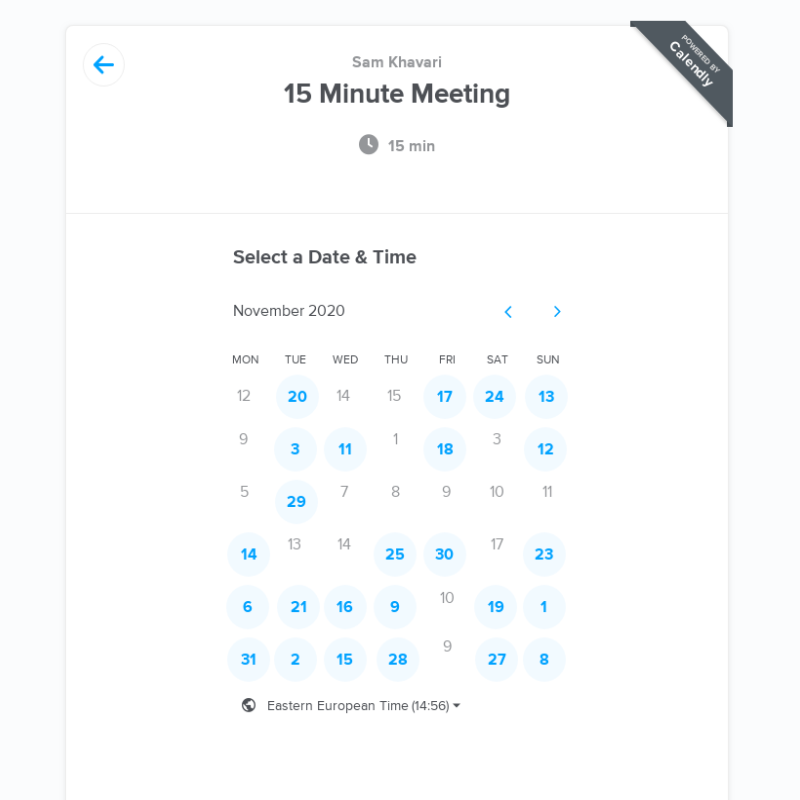 POWERED BY
Calendly
Sam Khavari
15 Minute Meeting
15 min
Select a Date & Time
November 2020
MON TUE WED THU FRI SAT SUN
12 20 14 15 17 24 13
9 3 11 1 18 3 12
5 29 7 8 9 10 11
14 13 14 25 30 17 23
6 21 16 9 10 19 1
31 2 15 28 9 27 8
Eastern European Time (14:56)